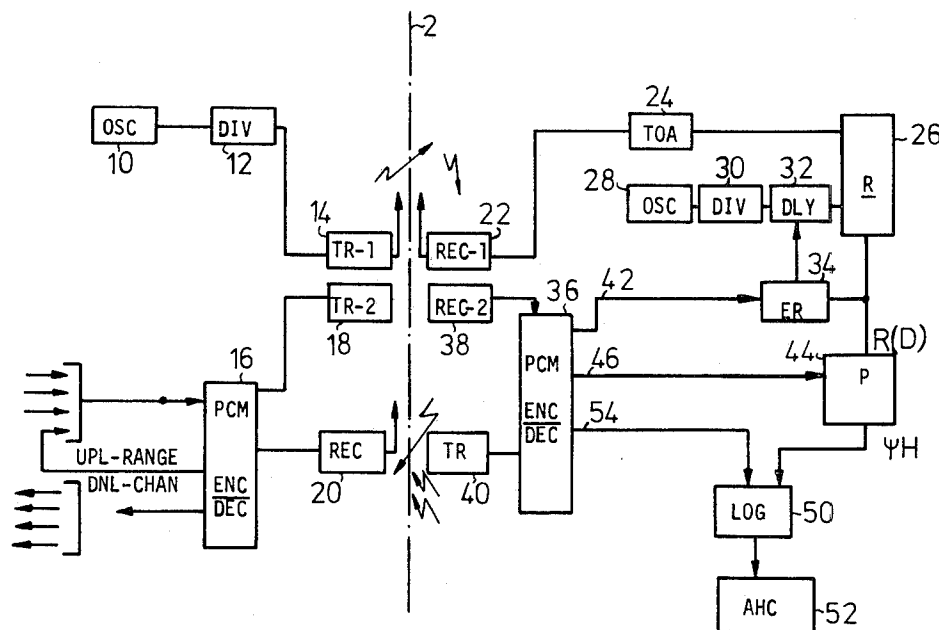 2
OSC
10
DIV
12
24
TOA
26
R
28
OSC
30
DIV
32
DLY
14
TR-1
22
REC-1
TR-2
18
REC-2
38
36
42
34
ER
R(D)
16
PCM
ENC
DEC
PCM
ENC
DEC
46
44
P
54
ΨH
UPL-RANGE
DNL-CHAN
REC
20
TR
40
LOG
50
AHC
52